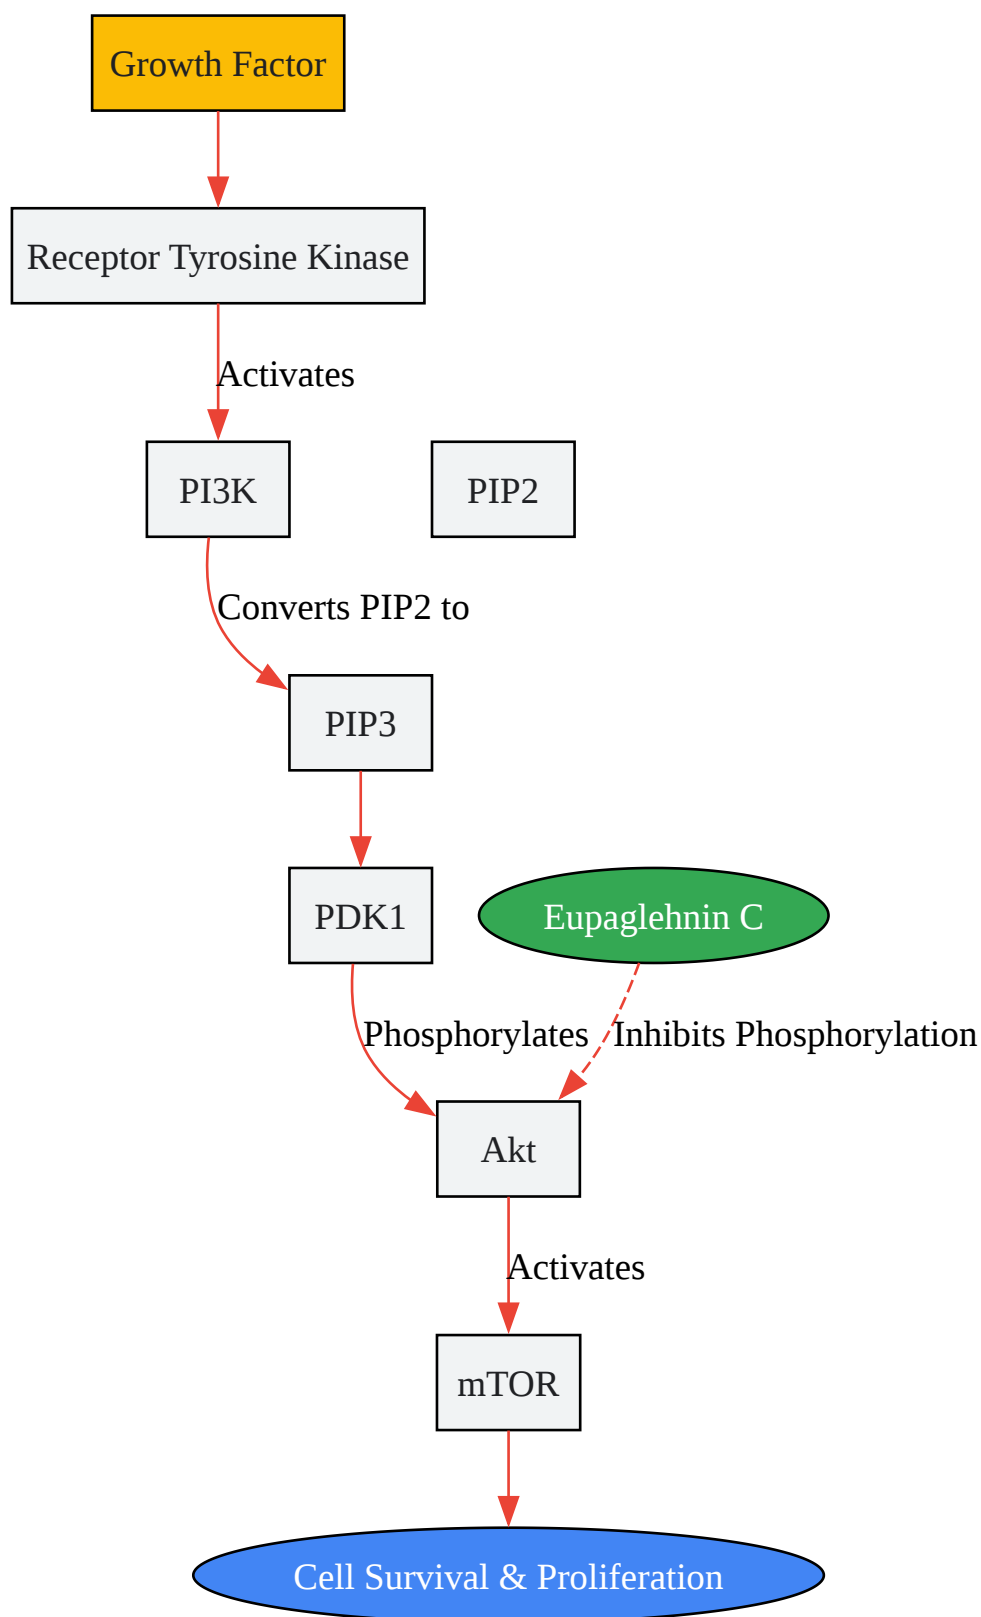 Growth Factor
Receptor Tyrosine Kinase
Activates
PI3K
PIP2
Converts PIP2 to
PIP3
PDK1
Eupaglehnin C
Phosphorylates
Inhibits Phosphorylation
Akt
Activates
mTOR
Cell Survival & Proliferation